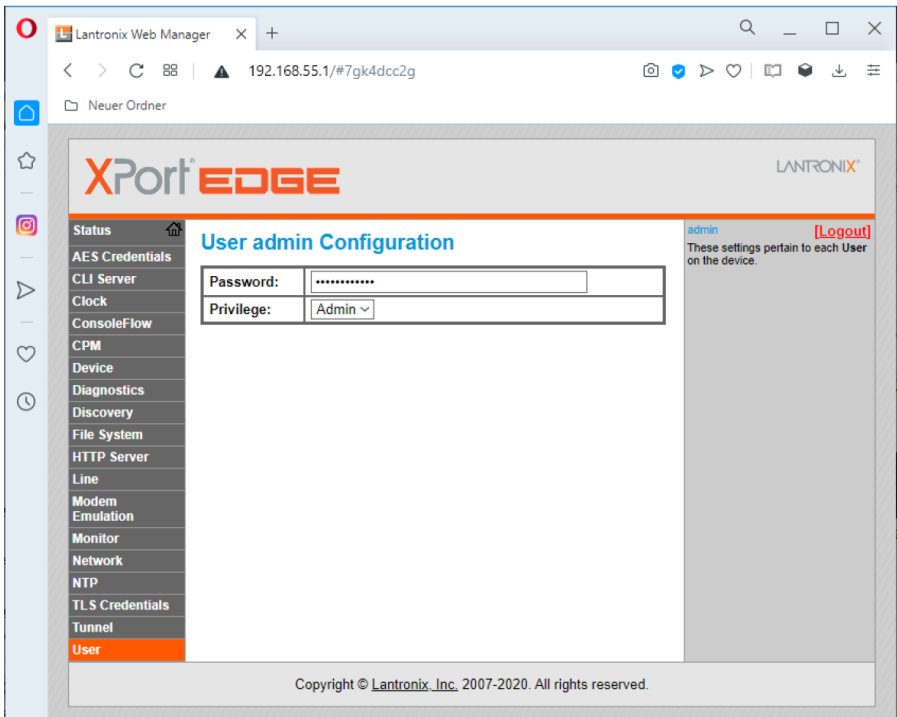 Lantronix Web Manager
192.168.55.1/#7gk4dcc2g
Neuer Ordner
XPort EDGE
LANTRONIX
Status
AES Credentials
CLI Server
Clock
ConsoleFlow
CPM
Device
Diagnostics
Discovery
File System
HTTP Server
Line
Modem
Emulation
Monitor
Network
NTP
TLS Credentials
Tunnel
User
User admin Configuration
Password: ••••••••••••
Privilege: Admin
admin [Logout]
These settings pertain to each User
on the device.
Copyright © Lantronix, Inc. 2007-2020. All rights reserved.